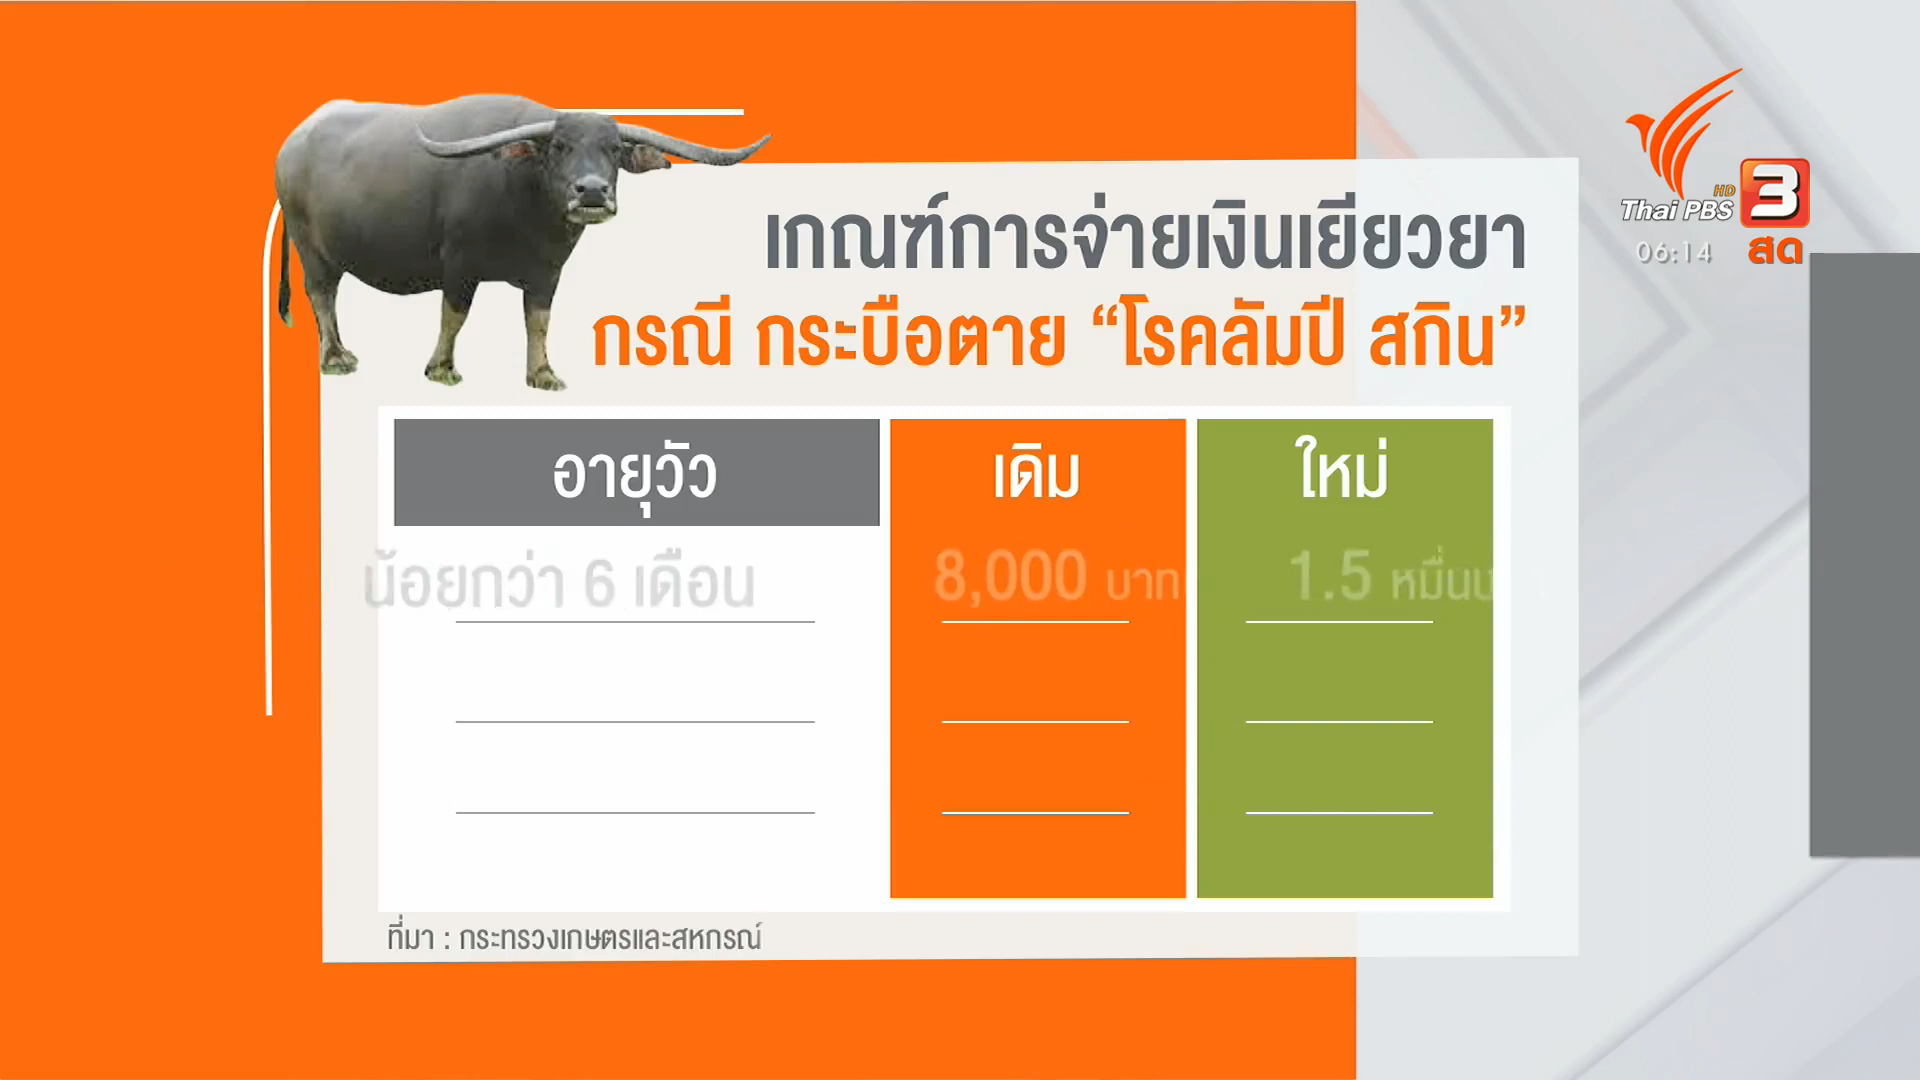 เกณฑ์การจ่ายเงินเยียวยา
กรณี กระบือตาย “โรคลัมปี สกิน”
HD
Thai PBS 3
06:14 สด
อายุวัว เดิม ใหม่
น้อยกว่า 6 เดือน 8,000 บาท 1.5
ที่มา : กระทรวงเกษตรและสหกรณ์